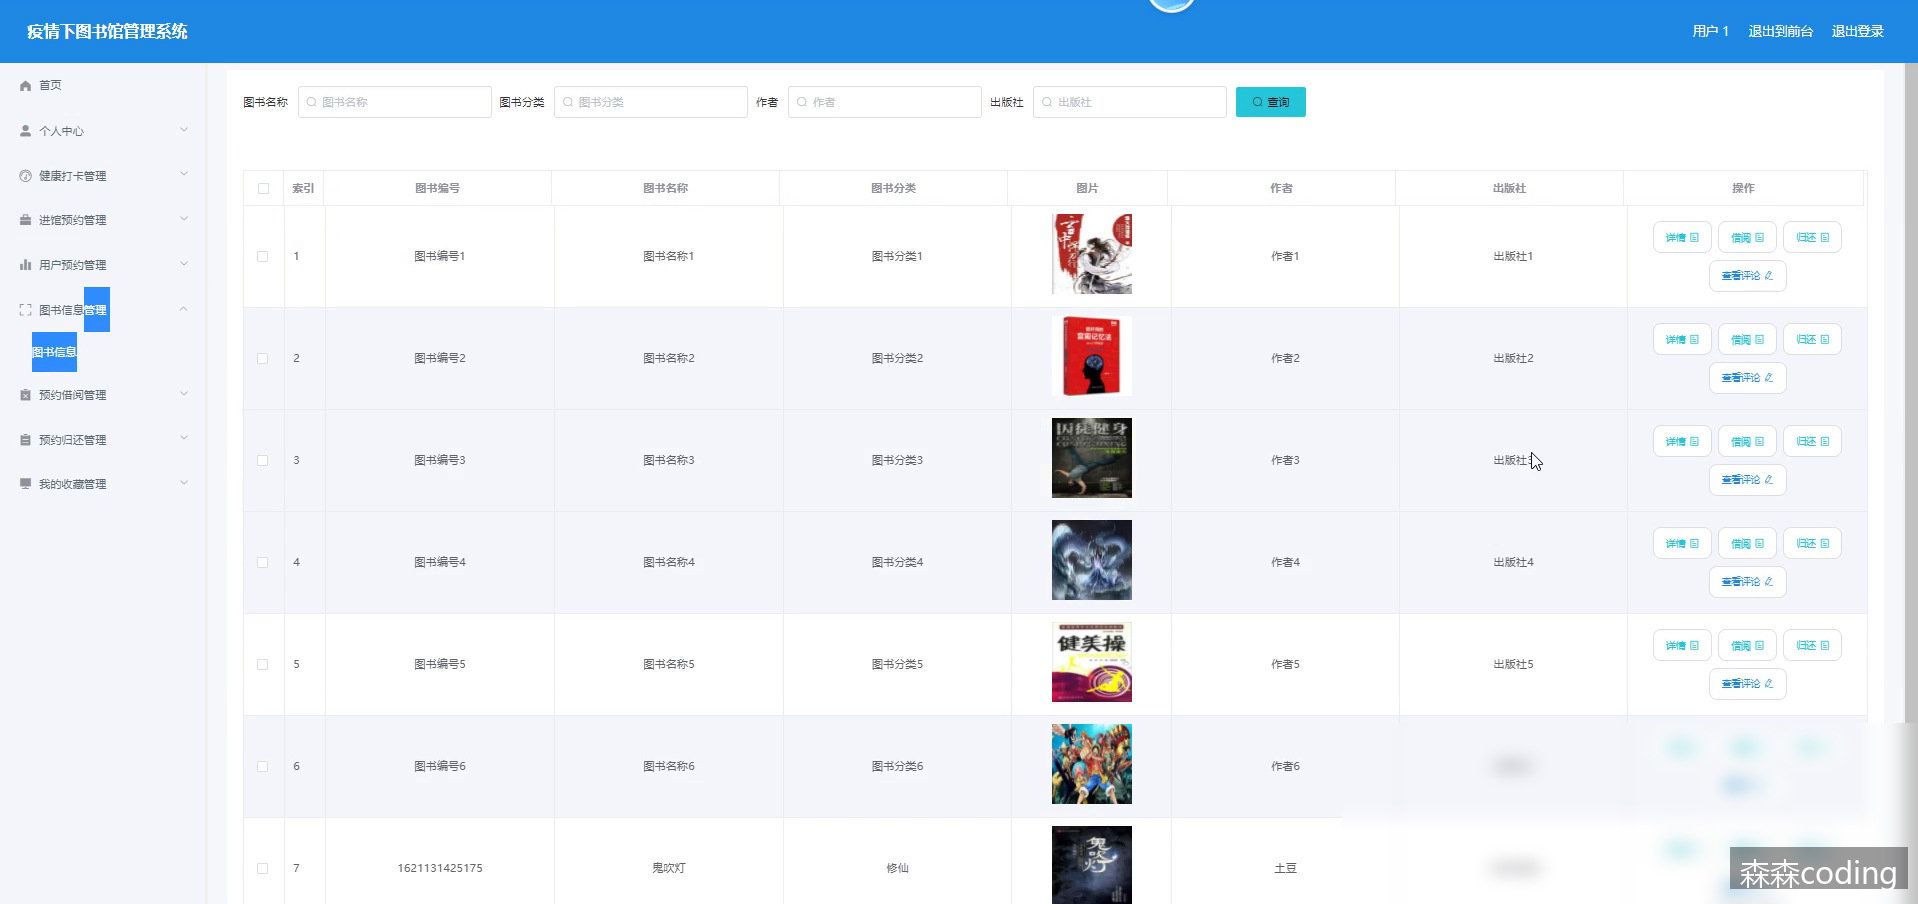 疫情下图书馆管理系统
用户 1 退出到前台 退出登录
首页
个人中心
健康打卡管理
进馆预约管理
用户预约管理
图书信息管理
图书信息
预约借阅管理
预约归还管理
我的收藏管理
图书名称 图书名称 图书分类 图书分类 作者 作者 出版社 出版社 查询
索引 图书编号 图书名称 图书分类 图片 作者 出版社 操作
1 图书编号1 图书名称1 图书分类1 作者1 出版社1 详情 借阅 归还
查看评论
2 图书编号2 图书名称2 图书分类2 宫殿记忆法 作者2 出版社2 详情 借阅 归还
查看评论
3 图书编号3 图书名称3 图书分类3 囚徒健身 作者3 出版社3 详情 借阅 归还
查看评论
4 图书编号4 图书名称4 图书分类4 作者4 出版社4 详情 借阅 归还
查看评论
5 图书编号5 图书名称5 图书分类5 健美操 作者5 出版社5 详情 借阅 归还
查看评论
6 图书编号6 图书名称6 图书分类6 作者6
7 1621131425175 鬼吹灯 修仙 鬼吹灯 土豆
森森coding